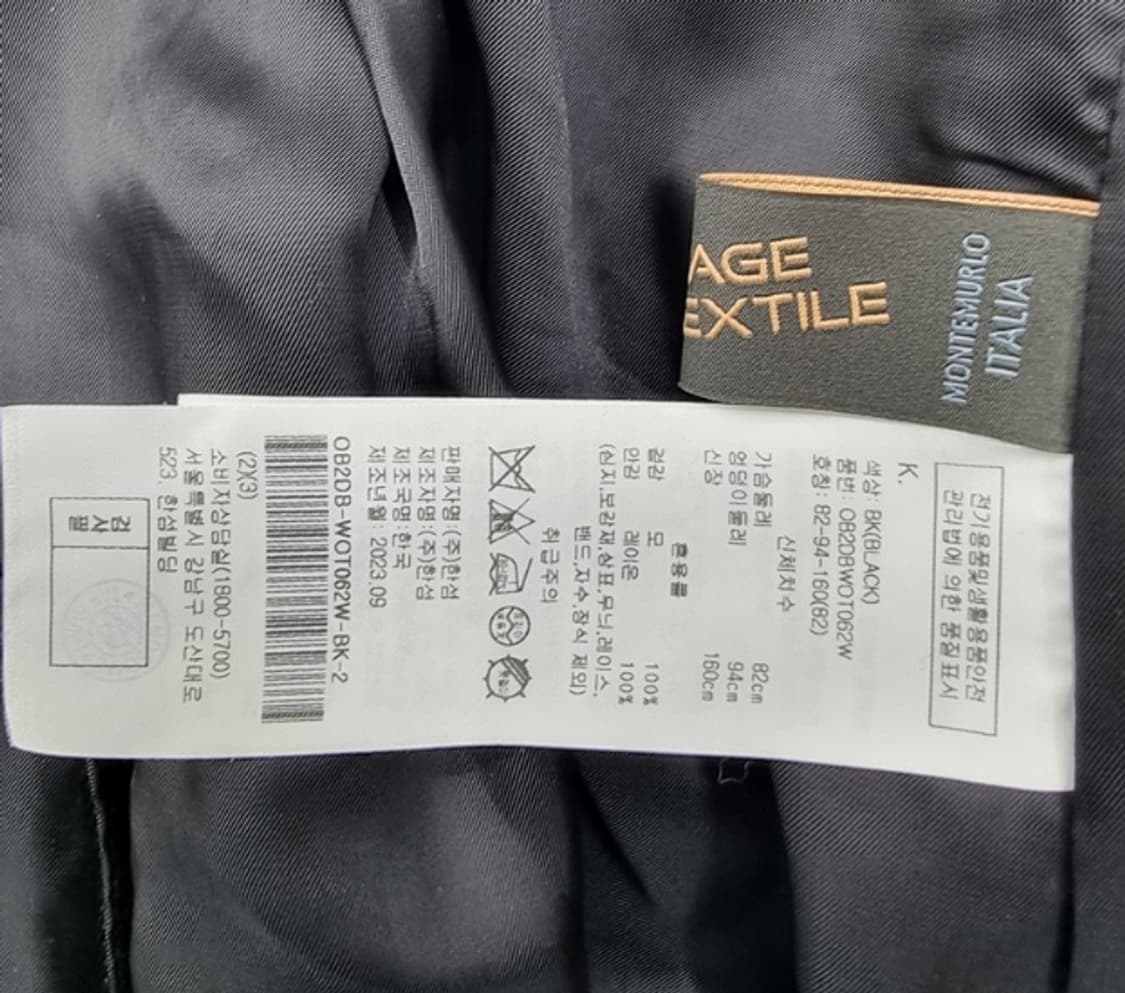 AGE
EXTILE
MONTEMURLO
ITALIA
전기용품및생활용품안전
관리법에 의한 품질표시
K.
색상: BK(BLACK)
품번: OB2DBWOT062W
호칭: 82-94-160(82)
신체치수
가슴둘레 82cm
엉덩이둘레 94cm
신장 160cm
혼용률
겉감 모 100%
안감 레이온 100%
(심지,보강재,상표,무늬,레이스,
밴드,자수,장식 제외)
취급주의
판매자명:(주)한섬
제조자명:(주)한섬
제조국명:한국
제조년월: 2023.09
OB2DB-WOT062W-BK-2
(2)(3)
소비자상담실(1800-5700)
서울특별시 강남구 도산대로
523, 한섬빌딩
검사필